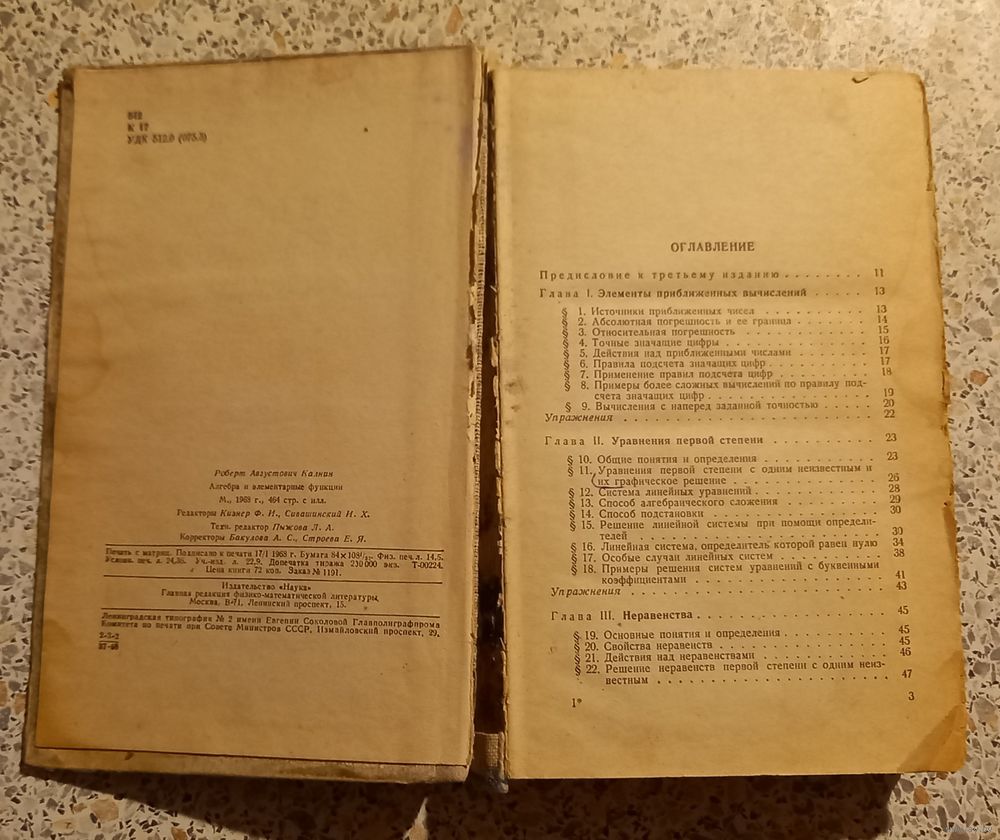 512
К 17
УДК 512.9 (075.3)
Роберт Августович Калнин
Алгебра и элементарные функции
М., 1968 г., 464 стр. с илл.
Редакторы Кизнер Ф. И., Сивашинский И. Х.
Техн. редактор Пыжова Л. А.
Корректоры Бакулова А. С., Строева Е. Я.
Печать с матриц. Подписано к печати 17/I 1968 г. Бумага 84×108¹/₃₂. Физ. печ. л. 14,5.
Условн. печ. л. 24,36. Уч.-изд. л. 22,9. Допечатка тиража 230 000 экз. Т-00224.
Цена книги 72 коп. Заказ № 1191.
Издательство «Наука»
Главная редакция физико-математической литературы,
Москва, В-71, Ленинский проспект, 15.
Ленинградская типография № 2 имени Евгении Соколовой Главполиграфпрома
Комитета по печати при Совете Министров СССР. Измайловский проспект, 29.
2-2-2
27-68
ОГЛАВЛЕНИЕ
Предисловие к третьему изданию . . . . . . . . 11
Глава I. Элементы приближенных вычислений . . . . . 13
§ 1. Источники приближенных чисел . . . . . . . . . 13
§ 2. Абсолютная погрешность и ее граница . . . . . . 14
§ 3. Относительная погрешность . . . . . . . . . . 15
§ 4. Точные значащие цифры . . . . . . . . . . . 16
§ 5. Действия над приближенными числами . . . . . . 17
§ 6. Правила подсчета значащих цифр . . . . . . . . 17
§ 7. Применение правил подсчета цифр . . . . . . . 18
§ 8. Примеры более сложных вычислений по правилу под-
счета значащих цифр . . . . . . . . . . . . 19
§ 9. Вычисления с наперед заданной точностью . . . . . 20
Упражнения . . . . . . . . . . . . . . . . . 22
Глава II. Уравнения первой степени . . . . . . . . . 23
§ 10. Общие понятия и определения . . . . . . . . . 23
§ 11. Уравнения первой степени с одним неизвестным и
их графическое решение . . . . . . . . . . . 26
§ 12. Система линейных уравнений . . . . . . . . . 28
§ 13. Способ алгебраического сложения . . . . . . . . 29
§ 14. Способ подстановки . . . . . . . . . . . . . 30
§ 15. Решение линейной системы при помощи определи-
телей . . . . . . . . . . . . . . . . . . 30
§ 16. Линейная система, определитель которой равен нулю 34
§ 17. Особые случаи линейных систем . . . . . . . . 38
§ 18. Примеры решения систем уравнений с буквенными
коэффициентами . . . . . . . . . . . . . . 41
Упражнения . . . . . . . . . . . . . . . . . 43
Глава III. Неравенства . . . . . . . . . . . . . 45
§ 19. Основные понятия и определения . . . . . . . . 45
§ 20. Свойства неравенств . . . . . . . . . . . . . 45
§ 21. Действия над неравенствами . . . . . . . . . . 46
§ 22. Решение неравенств первой степени с одним неиз-
вестным . . . . . . . . . . . . . . . . . 47
1*
3